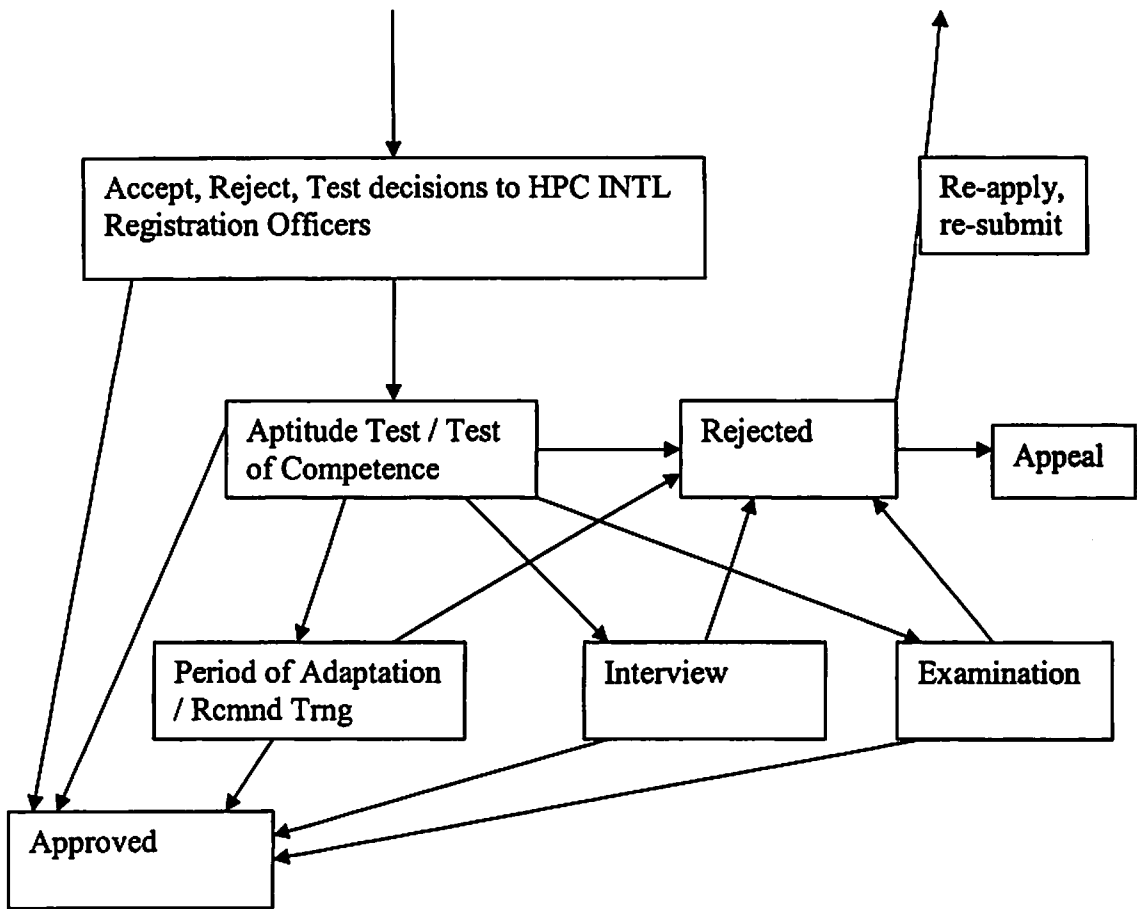 Accept, Reject, Test decisions to HPC INTL
Registration Officers
Re-apply,
re-submit
Aptitude Test / Test
of Competence
Rejected
Appeal
Period of Adaptation
/ Rcmnd Trng
Interview
Examination
Approved